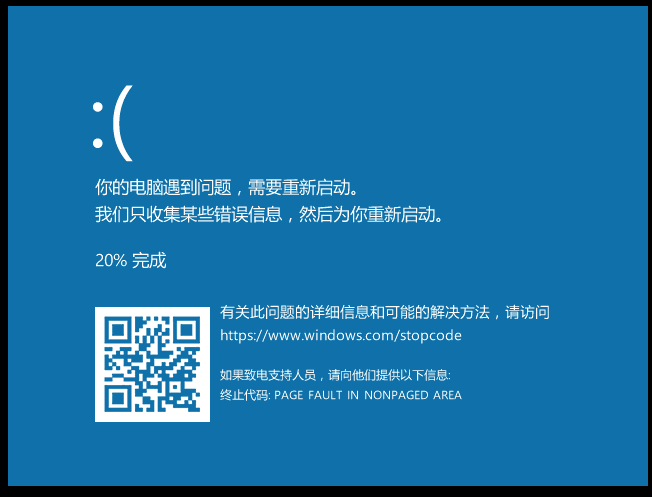 :(
你的电脑遇到问题，需要重新启动。
我们只收集某些错误信息，然后为你重新启动。
20% 完成
有关此问题的详细信息和可能的解决方法，请访问
https://www.windows.com/stopcode
如果致电支持人员，请向他们提供以下信息:
终止代码: PAGE FAULT IN NONPAGED AREA